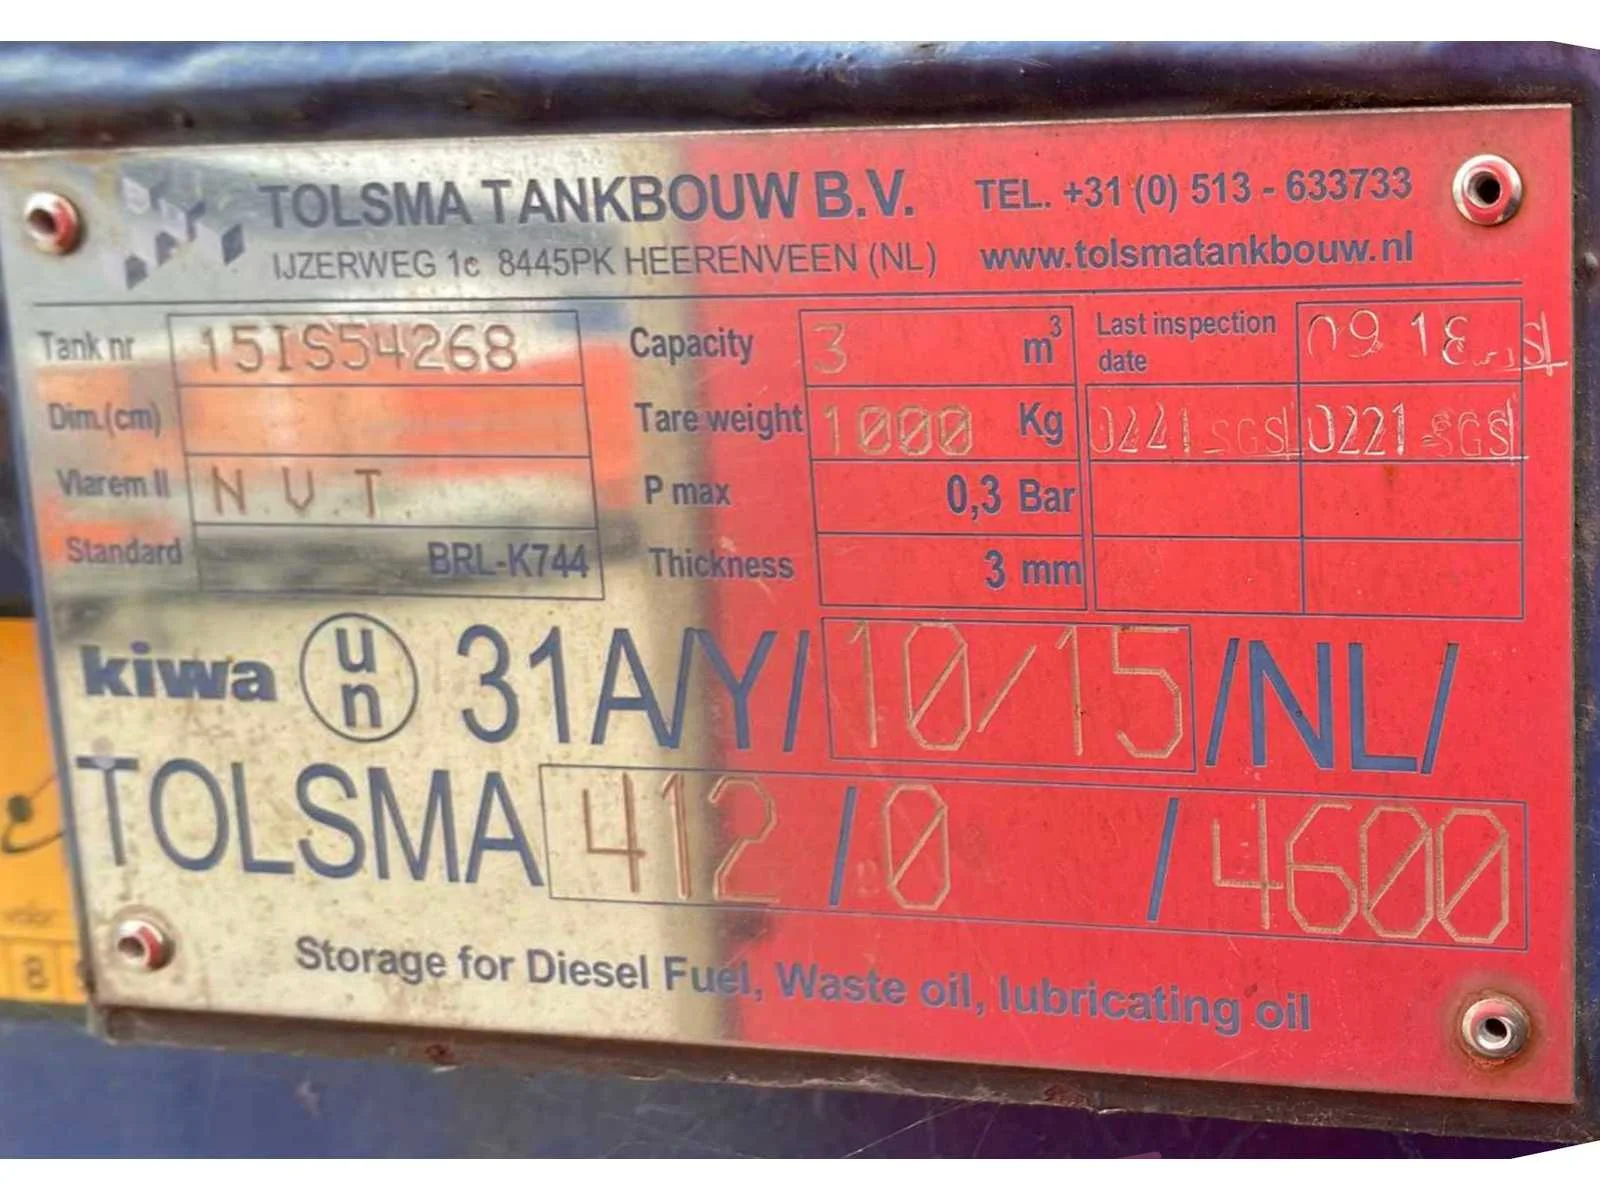 TOLSMA TANKBOUW B.V. TEL. +31 (0) 513 - 633733
IJZERWEG 1c 8445PK HEERENVEEN (NL) www.tolsmatankbouw.nl
Tank nr 15IS54268 Capacity 3 m³ Last inspection date 09 18
Dim.(cm) Tare weight 1000 Kg 0221 SGS 0221 SGS
Vlarem II N.V.T P max 0,3 Bar
Standard BRL-K744 Thickness 3 mm
kiwa un 31A/Y/10/15/NL/
TOLSMA 412/0/4600
Storage for Diesel Fuel, Waste oil, lubricating oil
8